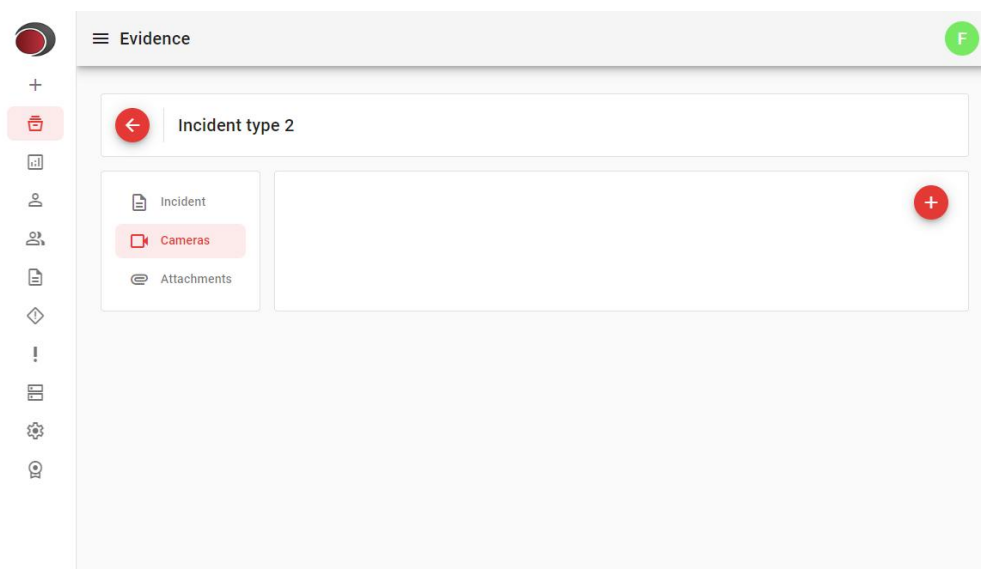 Evidence
F
Incident type 2
Incident
Cameras
Attachments